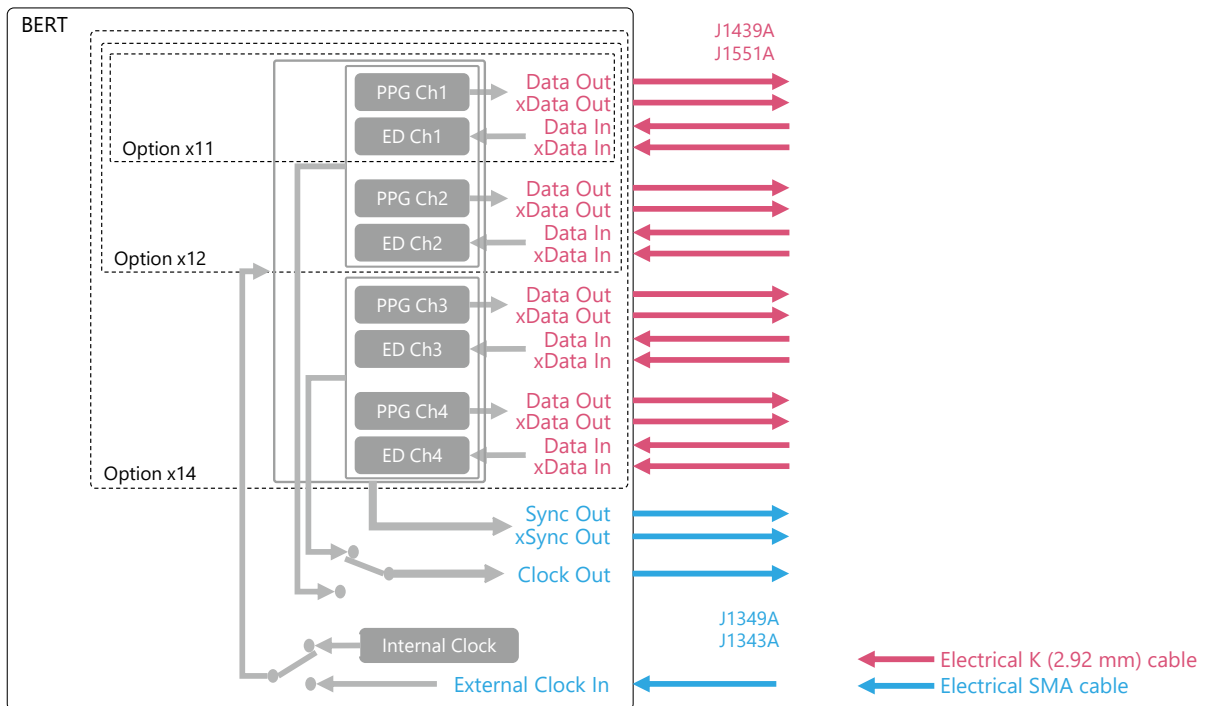 BERT
J1439A
J1551A
PPG Ch1
Data Out
xData Out
ED Ch1
Data In
xData In
Option x11
PPG Ch2
Data Out
xData Out
ED Ch2
Data In
xData In
Option x12
PPG Ch3
Data Out
xData Out
ED Ch3
Data In
xData In
PPG Ch4
Data Out
xData Out
ED Ch4
Data In
xData In
Option x14
Sync Out
xSync Out
Clock Out
J1349A
J1343A
Internal Clock
External Clock In
Electrical K (2.92 mm) cable
Electrical SMA cable